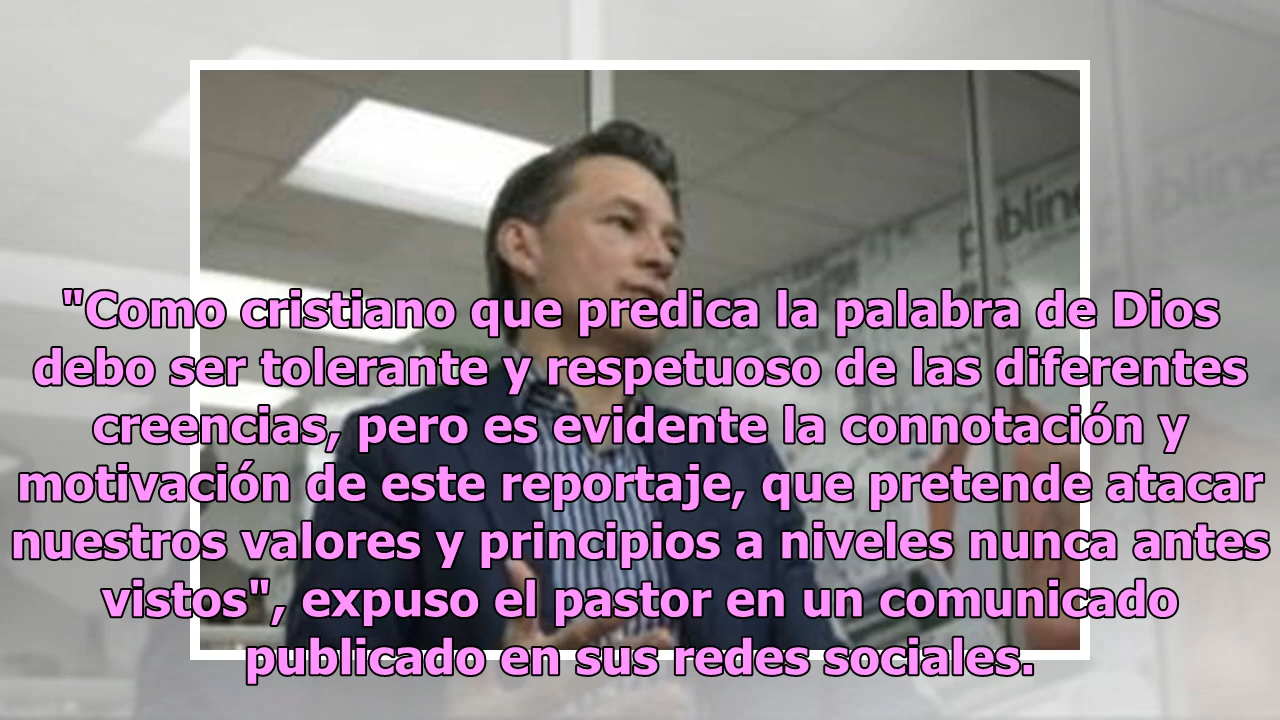 "Como cristiano que predica la palabra de Dios
debo ser tolerante y respetuoso de las diferentes
creencias, pero es evidente la connotación y
motivación de este reportaje, que pretende atacar
nuestros valores y principios a niveles nunca antes
vistos", expuso el pastor en un comunicado
publicado en sus redes sociales.